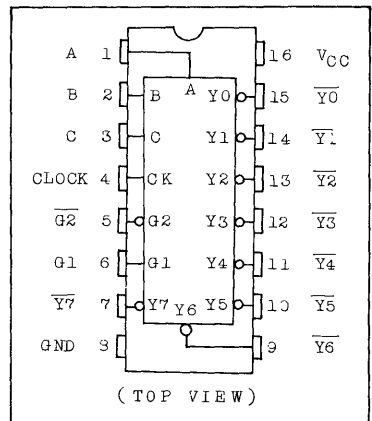 A 1 A 16 VCC
B 2 B A Y0 15 Y0
C 3 C Y1 14 Y1
CLOCK 4 CK Y2 13 Y2
G2 5 G2 Y3 12 Y3
G1 6 G1 Y4 11 Y4
Y7 7 Y7 Y6 Y5 10 Y5
GND 8 9 Y6
(TOP VIEW)